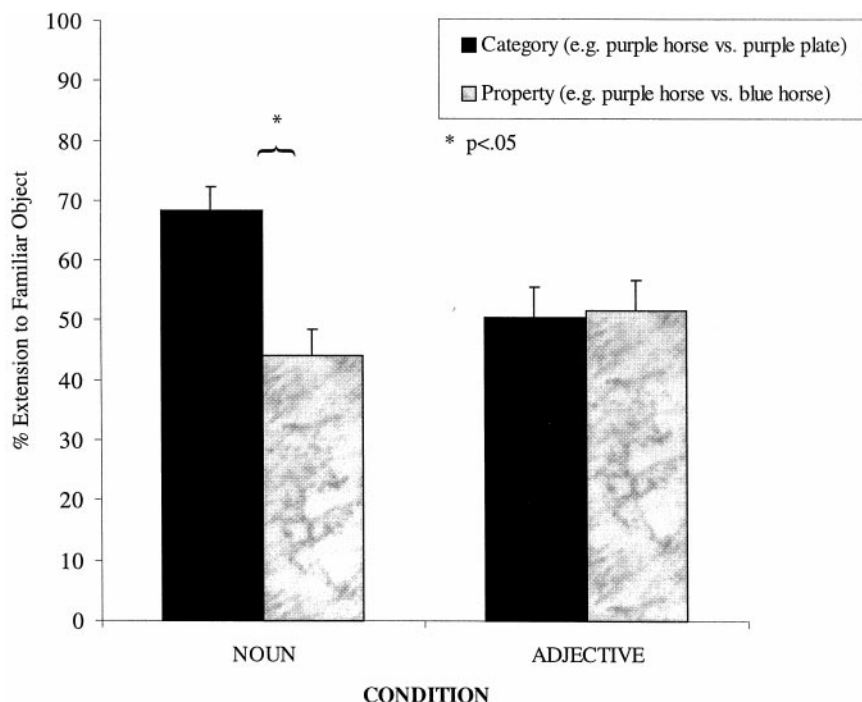 100
90
80
70
60
50
40
30
20
10
0
% Extension to Familiar Object
Category (e.g. purple horse vs. purple plate)
Property (e.g. purple horse vs. blue horse)
* p<.05
*
NOUN
ADJECTIVE
CONDITION